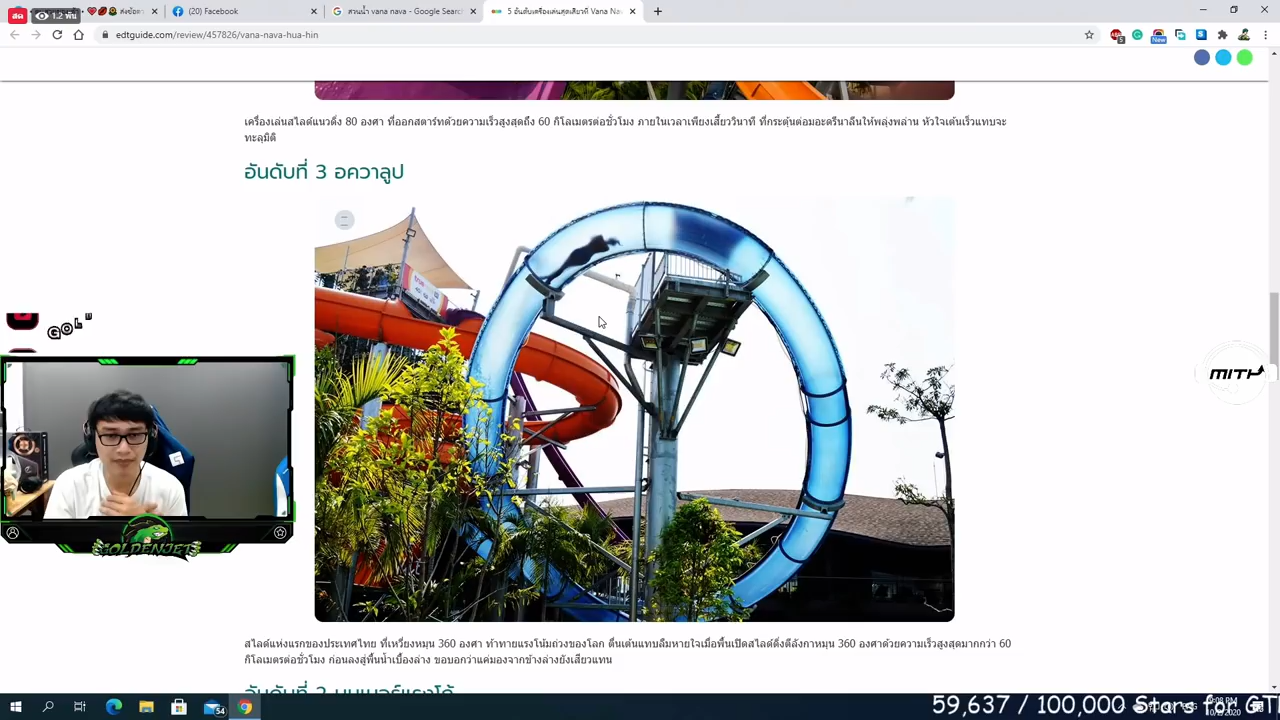 สด 1.2 พัน
(20) Facebook
สวนน้ำ vana nava - Google Searc
5 อันดับเครื่องเล่นสุดเสียวที่ Vana Na
edtguide.com/review/457826/vana-nava-hua-hin
New
เครื่องเล่นสไลด์แนวดิ่ง 80 องศา ที่ออกสตาร์ทด้วยความเร็วสูงสุดถึง 60 กิโลเมตรต่อชั่วโมง ภายในเวลาเพียงเสี้ยววินาที ที่กระตุ้นต่อมอะดรีนาลีนให้พลุ่งพล่าน หัวใจเต้นเร็วแทบจะ
ทะลุมิติ
อันดับที่ 3 อควาลูป
MITH
GOLDENJET
สไลด์แห่งแรกของประเทศไทย ที่เหวี่ยงหมุน 360 องศา ท้าทายแรงโน้มถ่วงของโลก ตื่นเต้นแทบลืมหายใจเมื่อพื้นเปิดสไลด์ดิ่งตีลังกาหมุน 360 องศาด้วยความเร็วสูงสุดมากกว่า 60
กิโลเมตรต่อชั่วโมง ก่อนลงสู่พื้นน้ำเบื้องล่าง ขอบอกว่าแค่มองจากข้างล่างยังเสียวแทน
54
59,637 / 100,000 Stars for GT